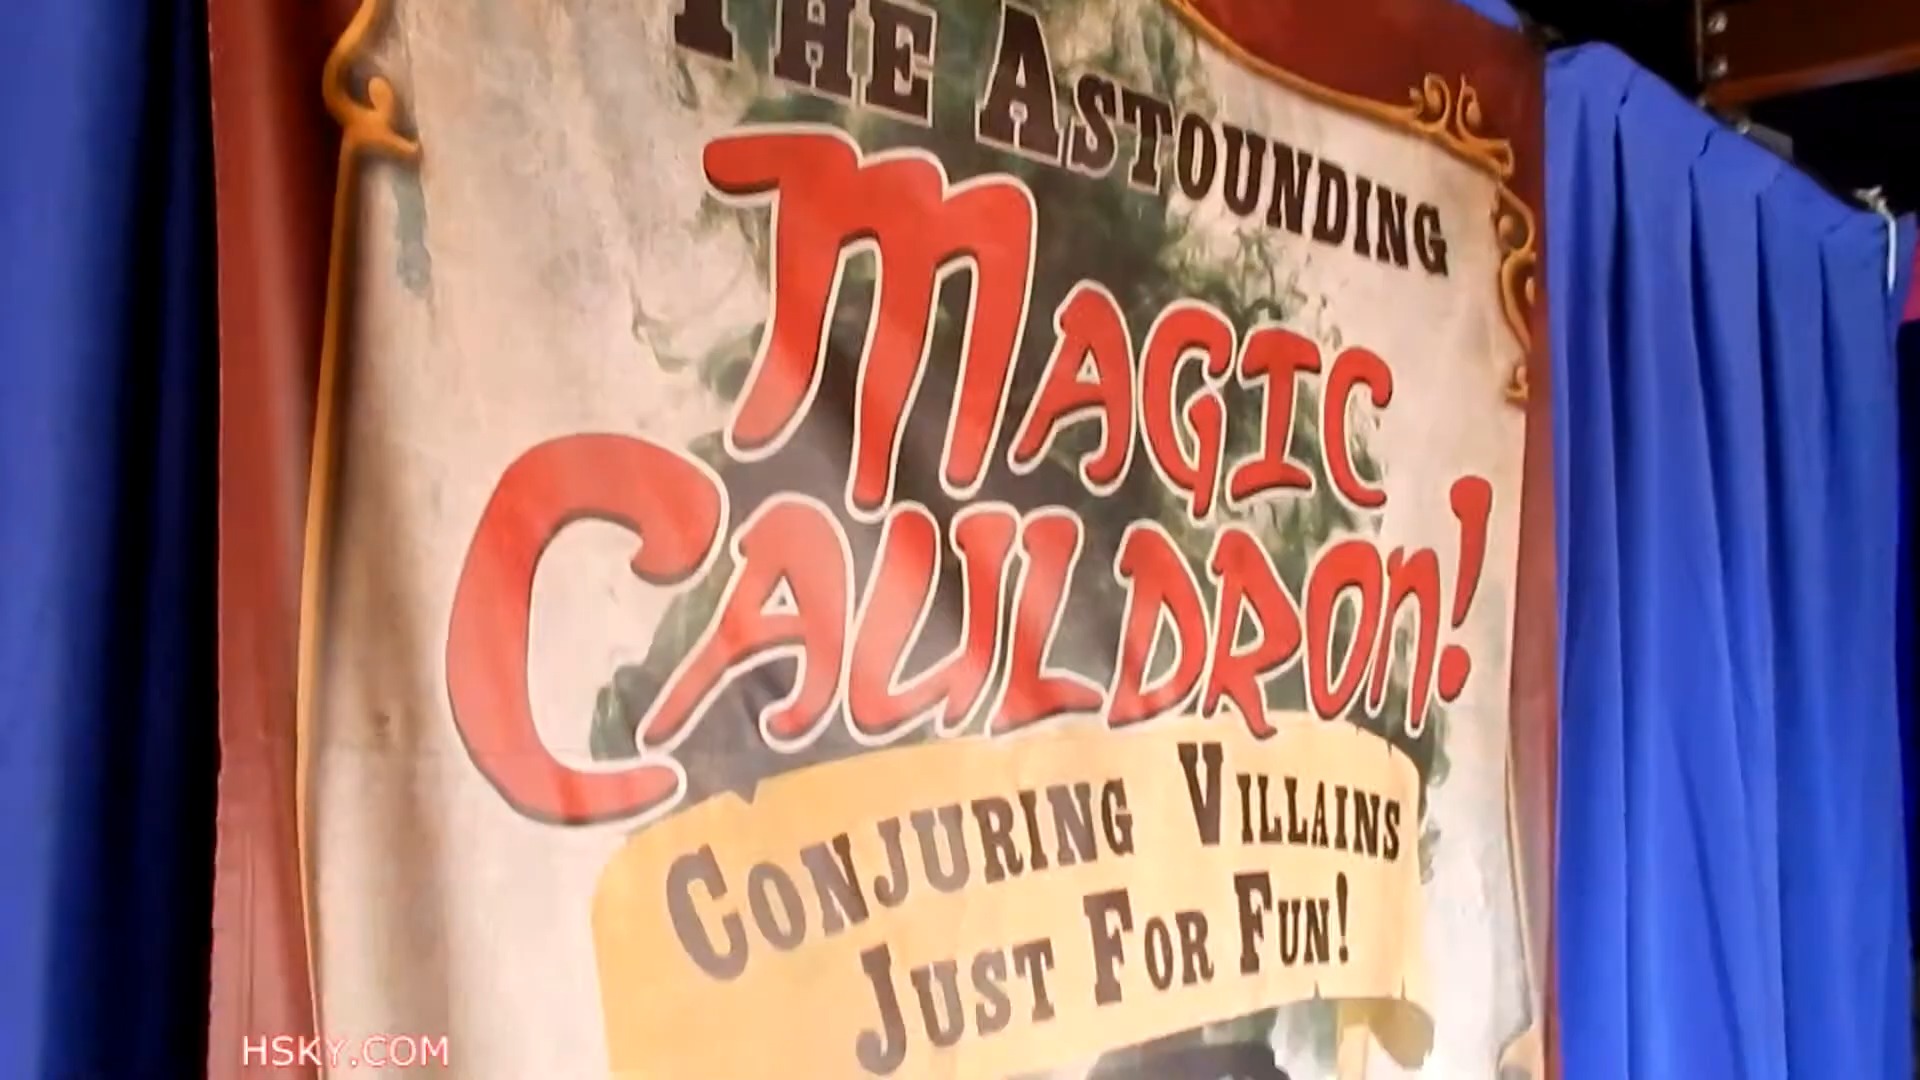 THE ASTOUNDING
MAGIC
CAULDRON!
CONJURING VILLAINS
JUST FOR FUN!
HSKY.COM